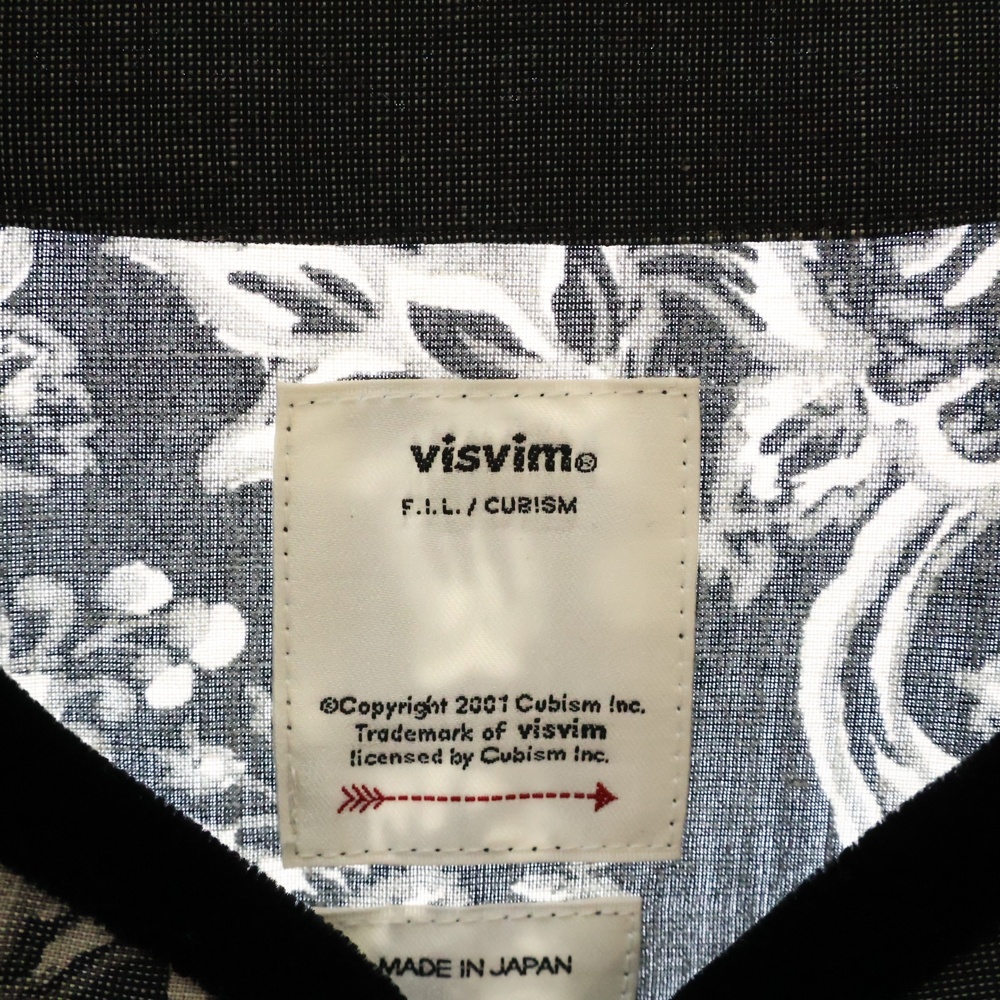 visvim®
F.I.L. / CUBISM
©Copyright 2001 Cubism Inc.
Trademark of visvim
licensed by Cubism Inc.
MADE IN JAPAN